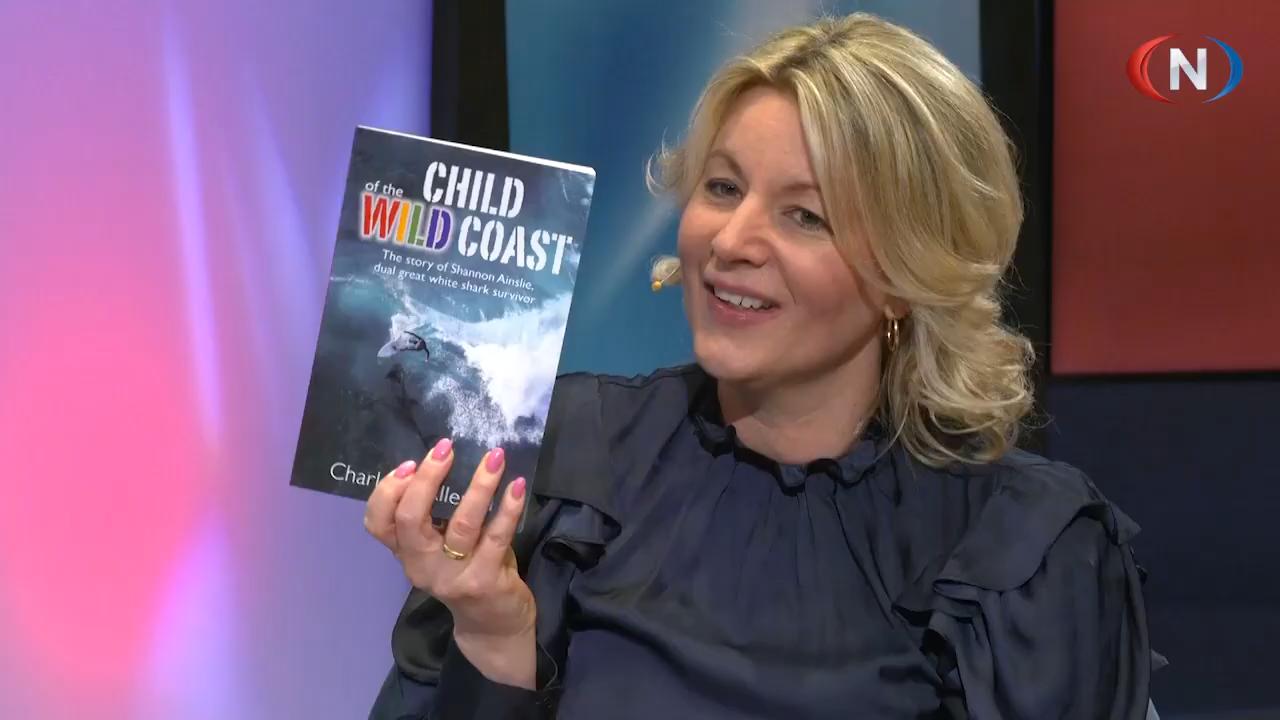 CHILD
of the
WILD COAST
The story of Shannon Ainslie,
dual great white shark survivor
N